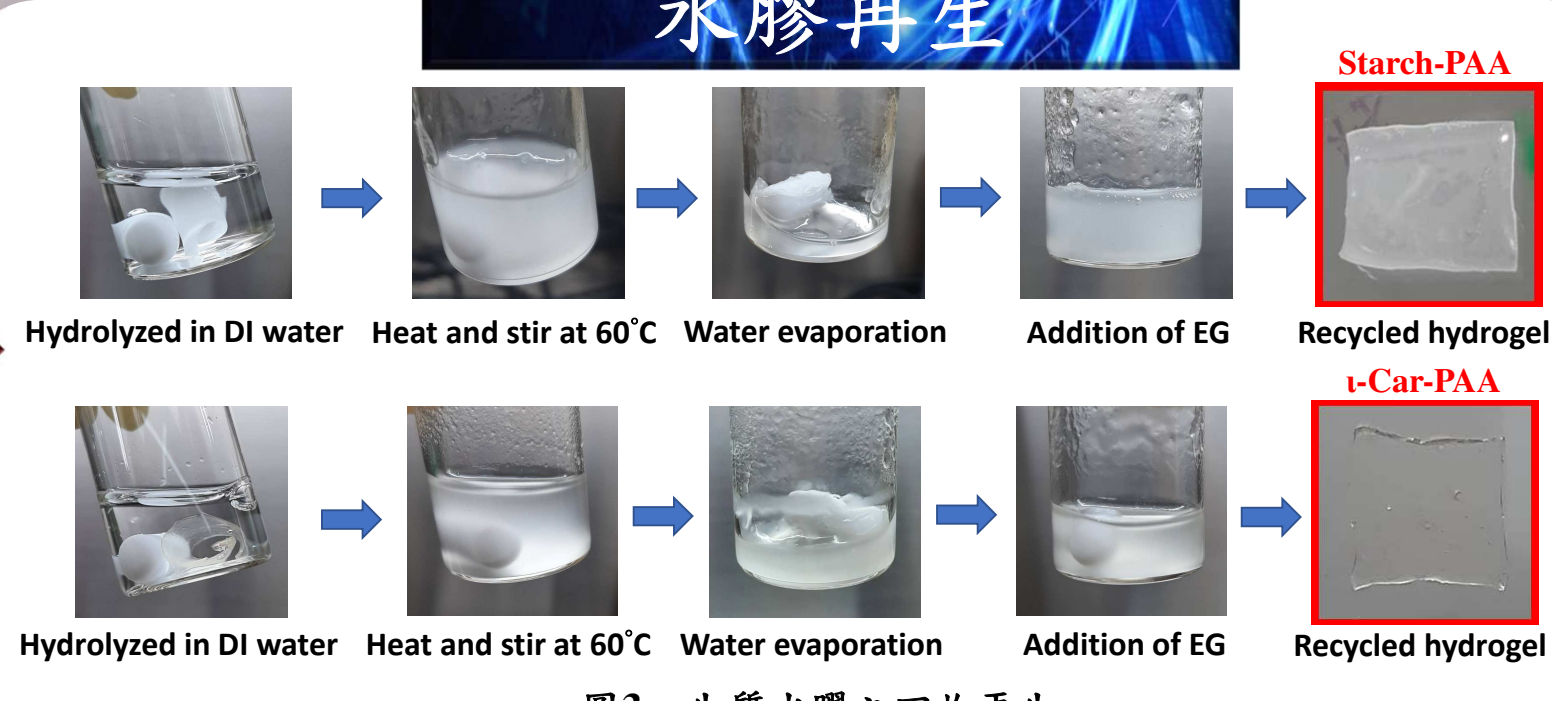 水膠再生
Starch-PAA
Hydrolyzed in DI water
Heat and stir at 60°C
Water evaporation
Addition of EG
Recycled hydrogel
ι-Car-PAA
Hydrolyzed in DI water
Heat and stir at 60°C
Water evaporation
Addition of EG
Recycled hydrogel